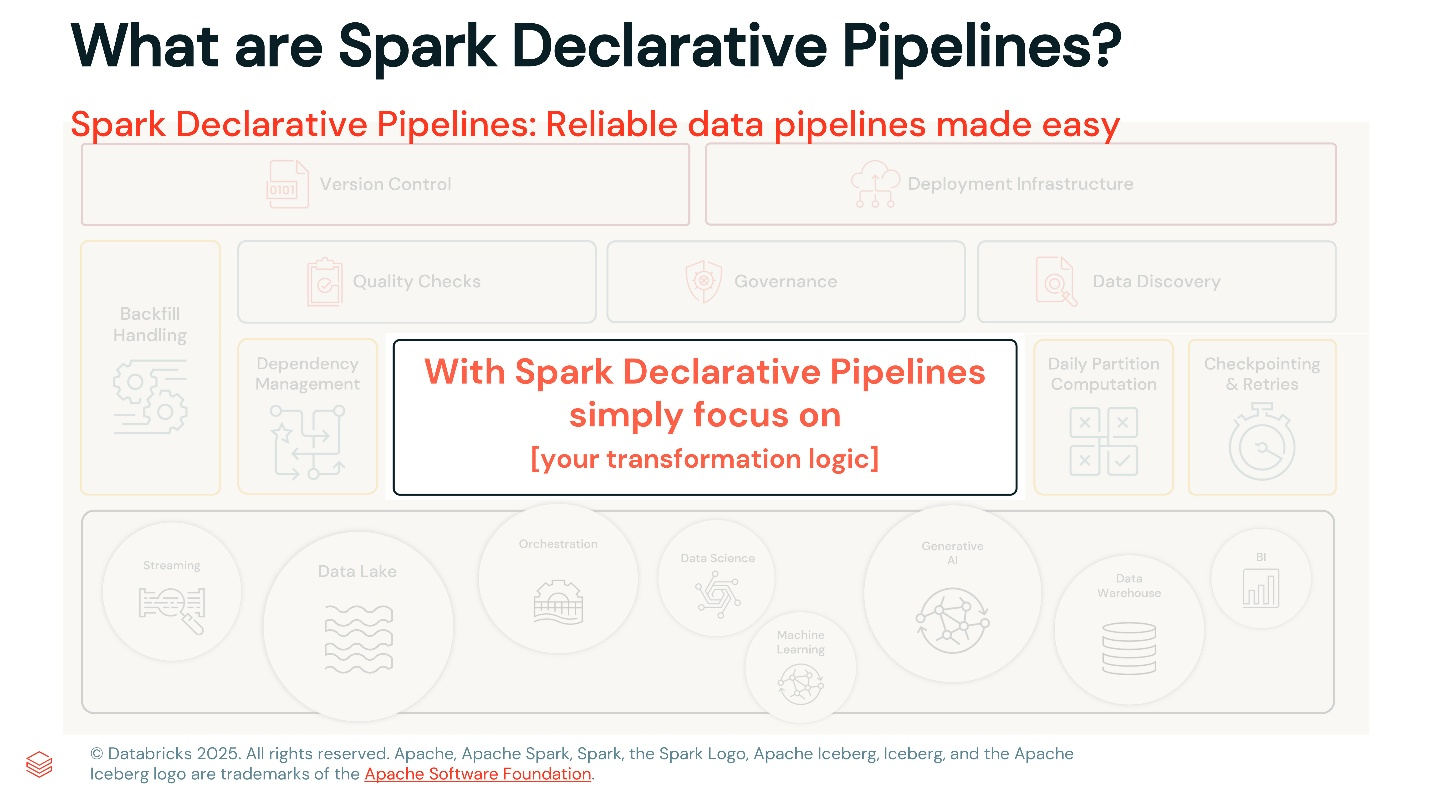 What are Spark Declarative Pipelines?
Spark Declarative Pipelines: Reliable data pipelines made easy
0101
Version Control
Deployment Infrastructure
Backfill
Handling
Quality Checks
Governance
Data Discovery
Dependency
Management
With Spark Declarative Pipelines
simply focus on
[your transformation logic]
Daily Partition
Computation
Checkpointing
& Retries
Streaming
Data Lake
Orchestration
Data Science
Machine
Learning
Generative
AI
Data
Warehouse
BI
© Databricks 2025. All rights reserved. Apache, Apache Spark, Spark, the Spark Logo, Apache Iceberg, Iceberg, and the Apache
Iceberg logo are trademarks of the Apache Software Foundation.